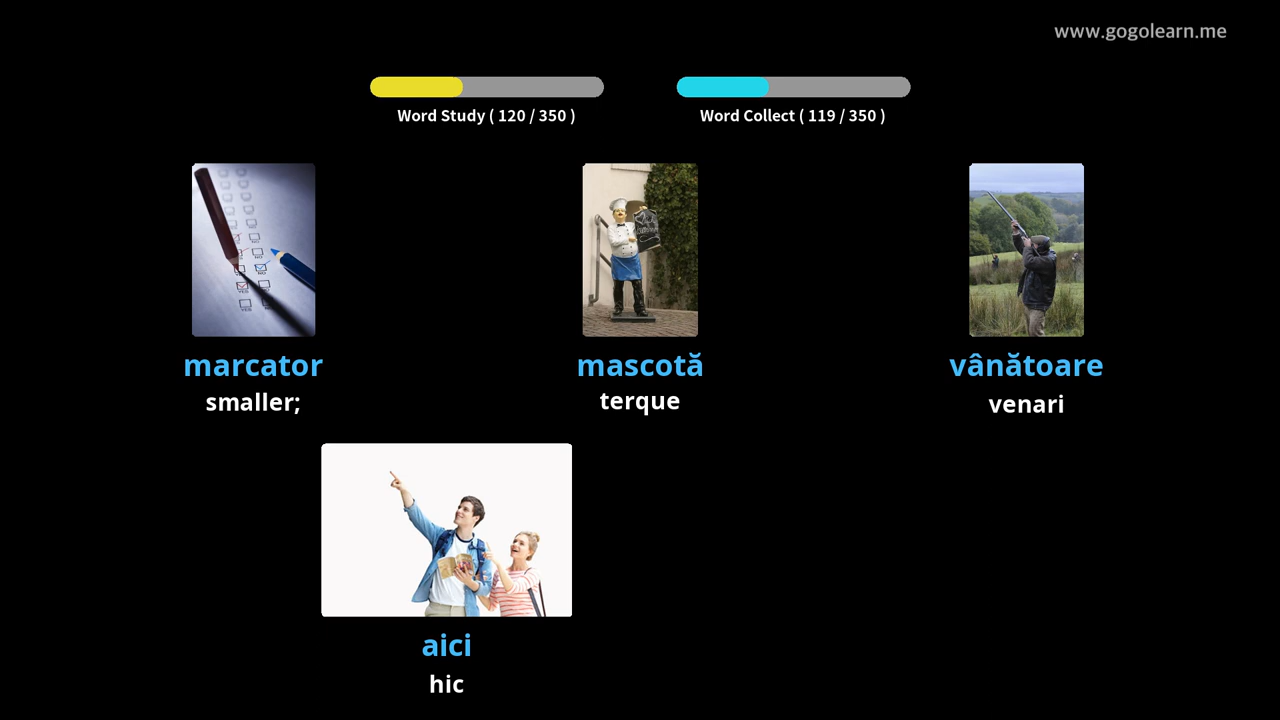 www.gogolearn.me
Word Study ( 120 / 350 )
Word Collect ( 119 / 350 )
marcator
smaller;
mascotă
terque
vânătoare
venari
aici
hic